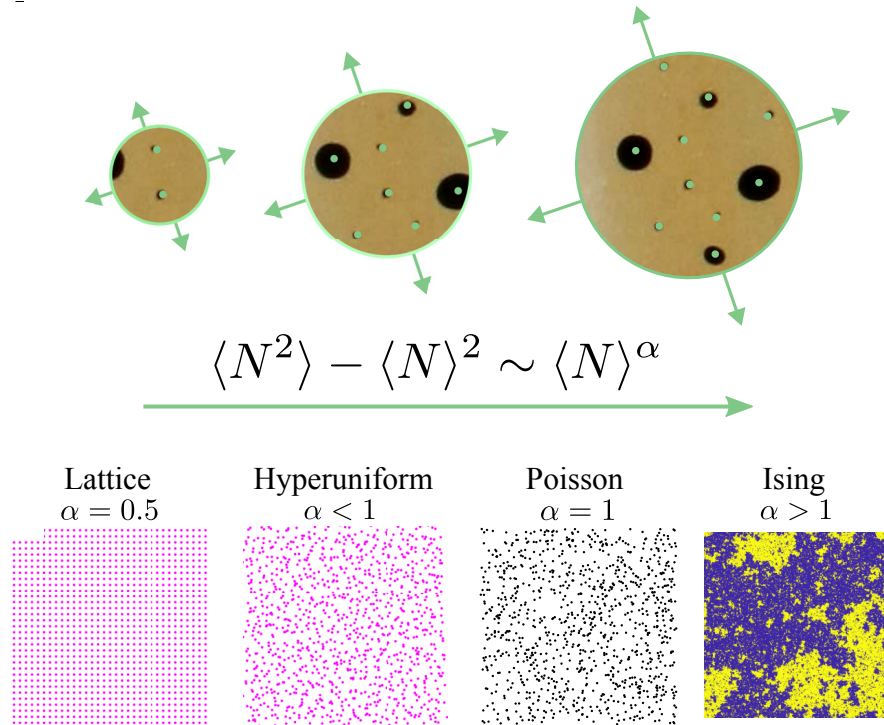 ⟨N²⟩ − ⟨N⟩² ∼ ⟨N⟩^α
Lattice Hyperuniform Poisson Ising
α = 0.5 α < 1 α = 1 α > 1